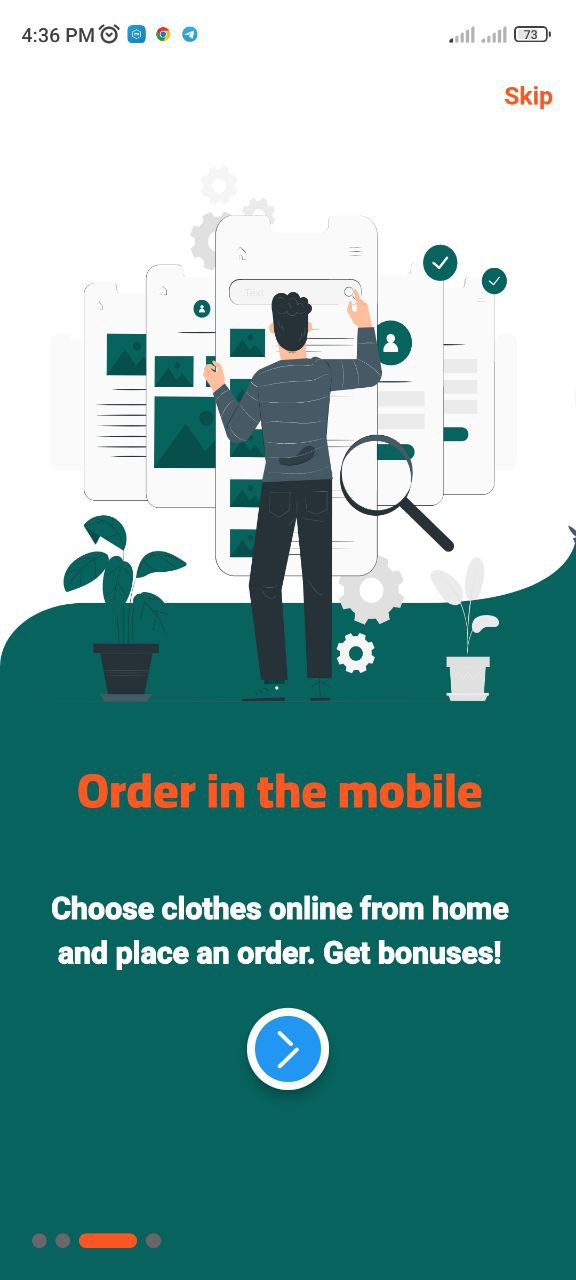 4:36 PM
73
Skip
Text
Order in the mobile
Choose clothes online from home
and place an order. Get bonuses!